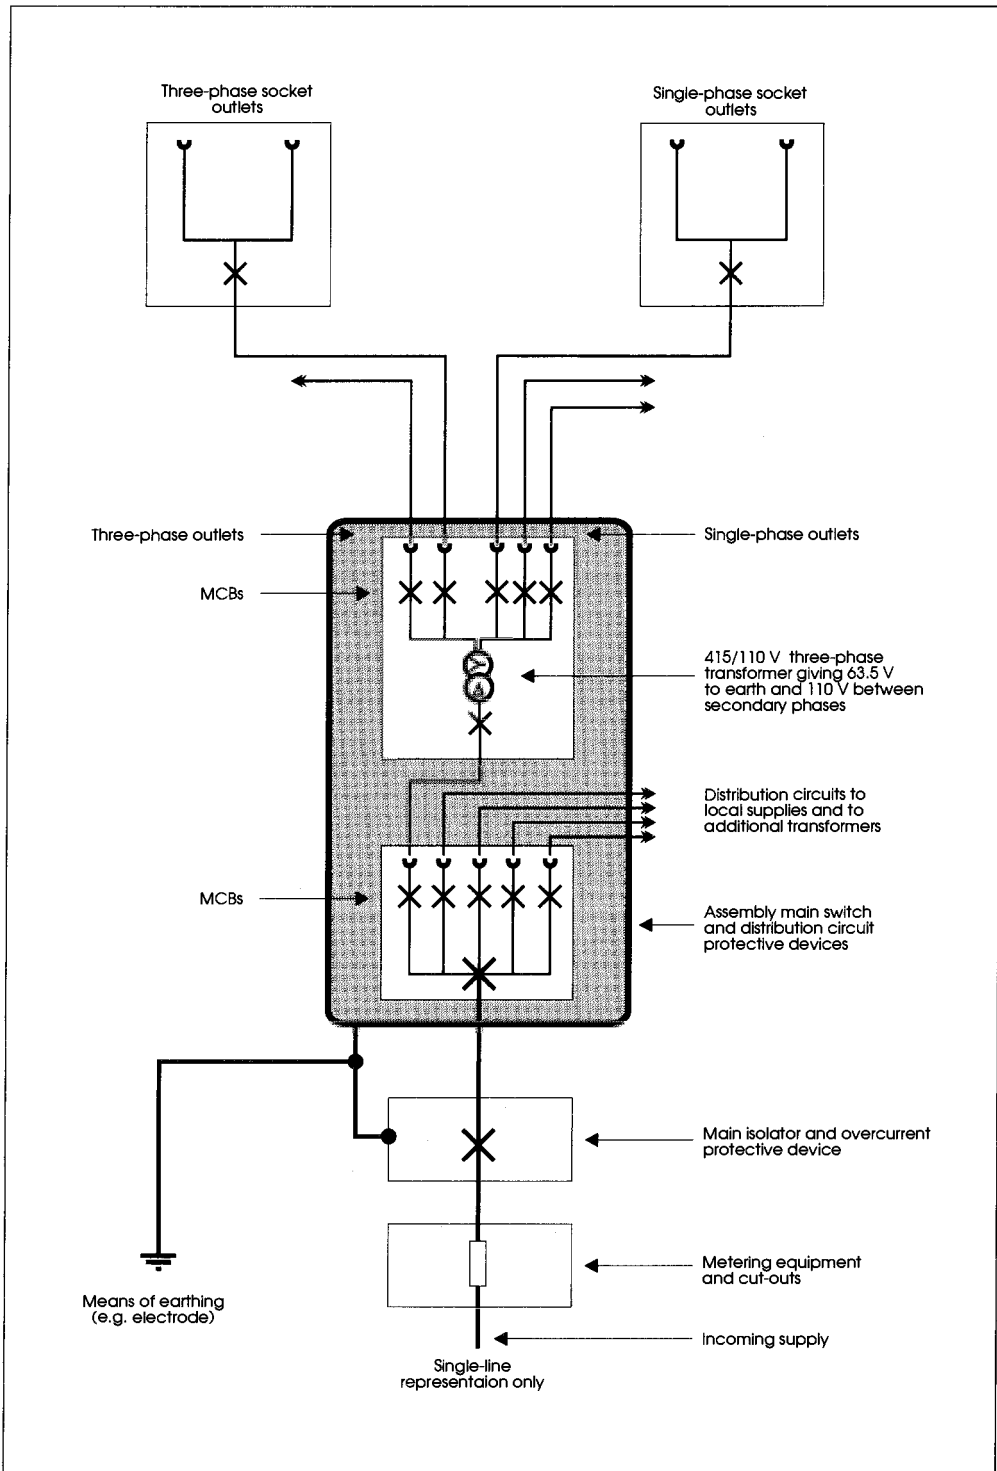 Three-phase socket
outlets
Single-phase socket
outlets
Three-phase outlets
Single-phase outlets
MCBs
415/110 V three-phase
transformer giving 63.5 V
to earth and 110 V between
secondary phases
Distribution circuits to
local supplies and to
additional transformers
MCBs
Assembly main switch
and distribution circuit
protective devices
Main isolator and overcurrent
protective device
Metering equipment
and cut-outs
Means of earthing
(e.g. electrode)
Incoming supply
Single-line
representaion only